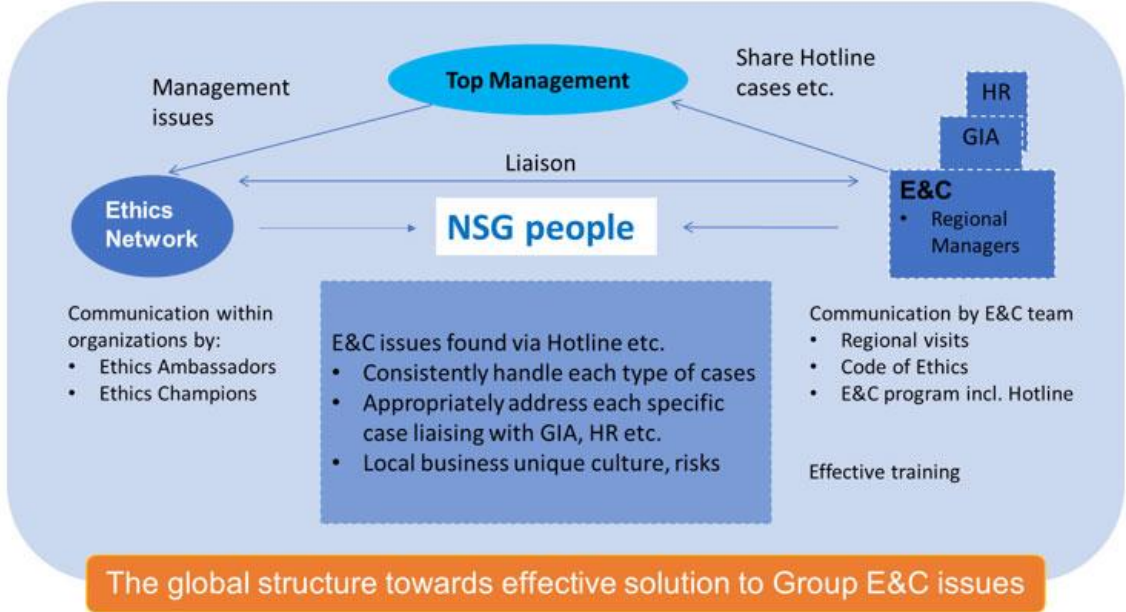 Top Management
Management
issues
Share Hotline
cases etc.
HR
GIA
Liaison
Ethics
Network
NSG people
E&C
• Regional
Managers
Communication within
organizations by:
• Ethics Ambassadors
• Ethics Champions
E&C issues found via Hotline etc.
• Consistently handle each type of cases
• Appropriately address each specific
case liaising with GIA, HR etc.
• Local business unique culture, risks
Communication by E&C team
• Regional visits
• Code of Ethics
• E&C program incl. Hotline
Effective training
The global structure towards effective solution to Group E&C issues